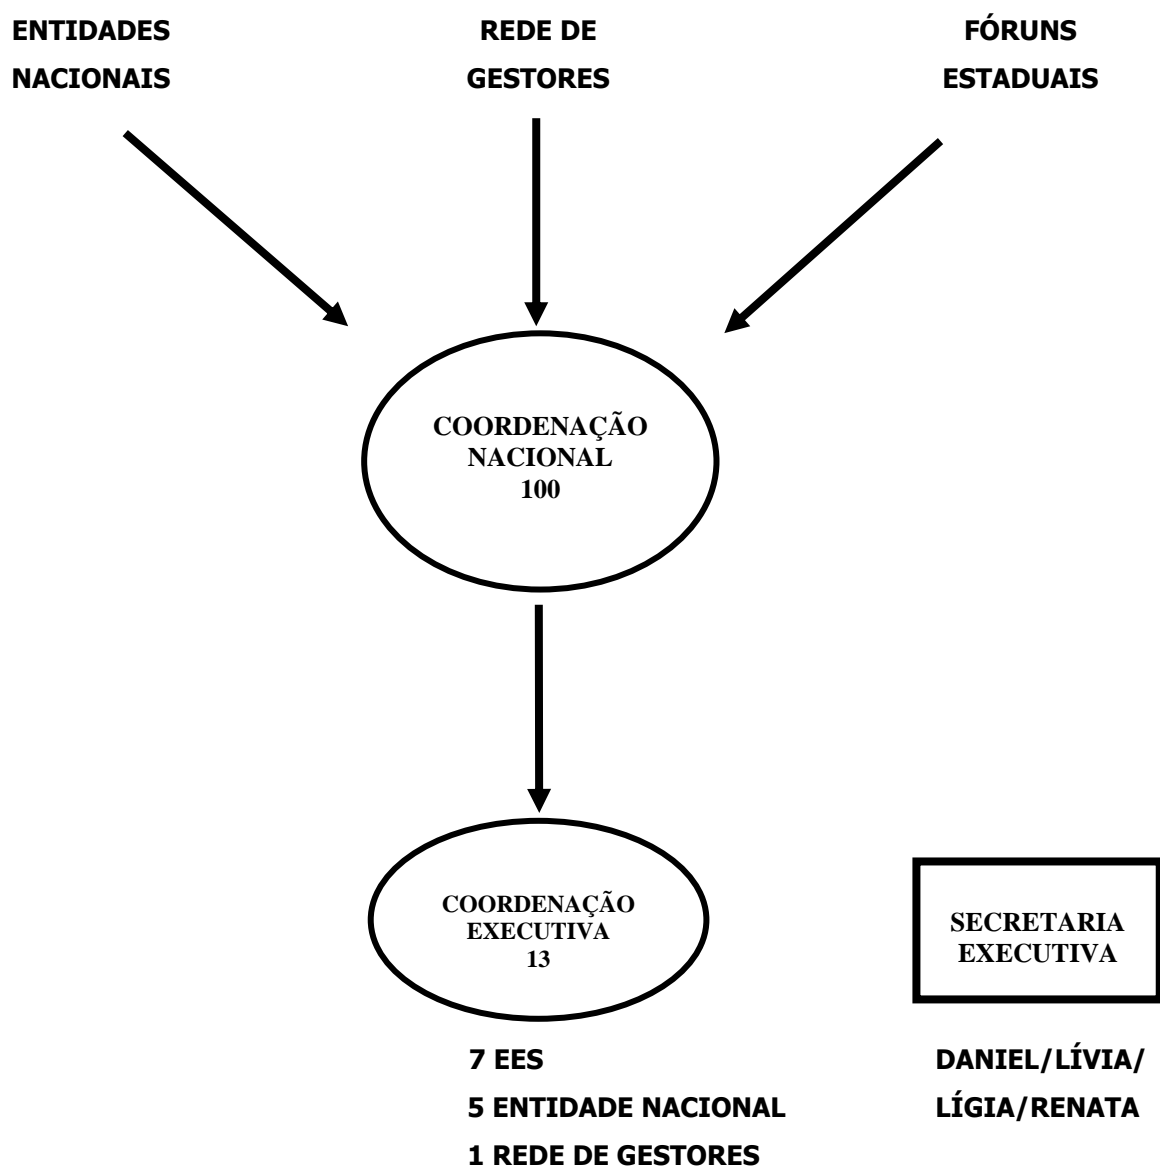 ENTIDADES
NACIONAIS
REDE DE
GESTORES
FÓRUNS
ESTADUAIS
COORDENAÇÃO
NACIONAL
100
COORDENAÇÃO
EXECUTIVA
13
SECRETARIA
EXECUTIVA
7 EES
5 ENTIDADE NACIONAL
1 REDE DE GESTORES
DANIEL/LÍVIA/
LÍGIA/RENATA